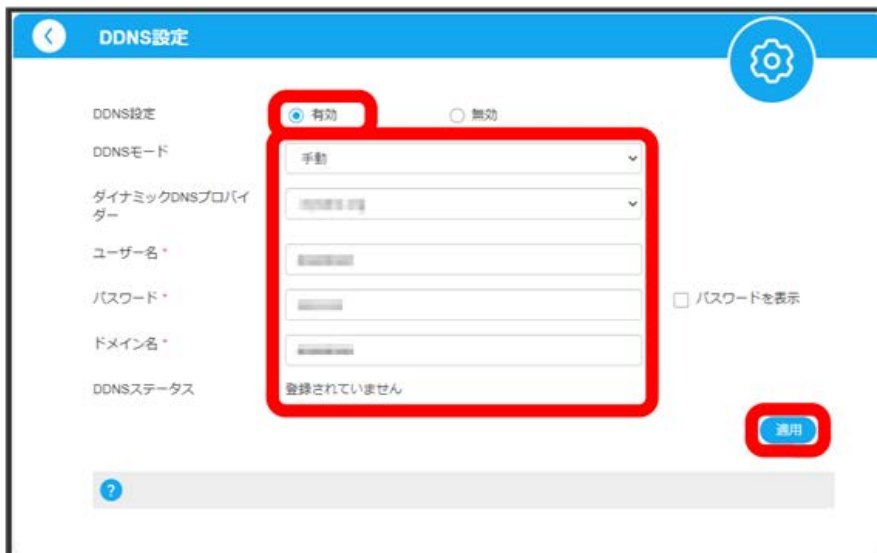 DDNS設定
DDNS設定
有効
無効
DDNSモード
手動
ダイナミックDNSプロバイ
ダー
ユーザー名 *
パスワード *
パスワードを表示
ドメイン名 *
DDNSステータス
登録されていません
適用
?